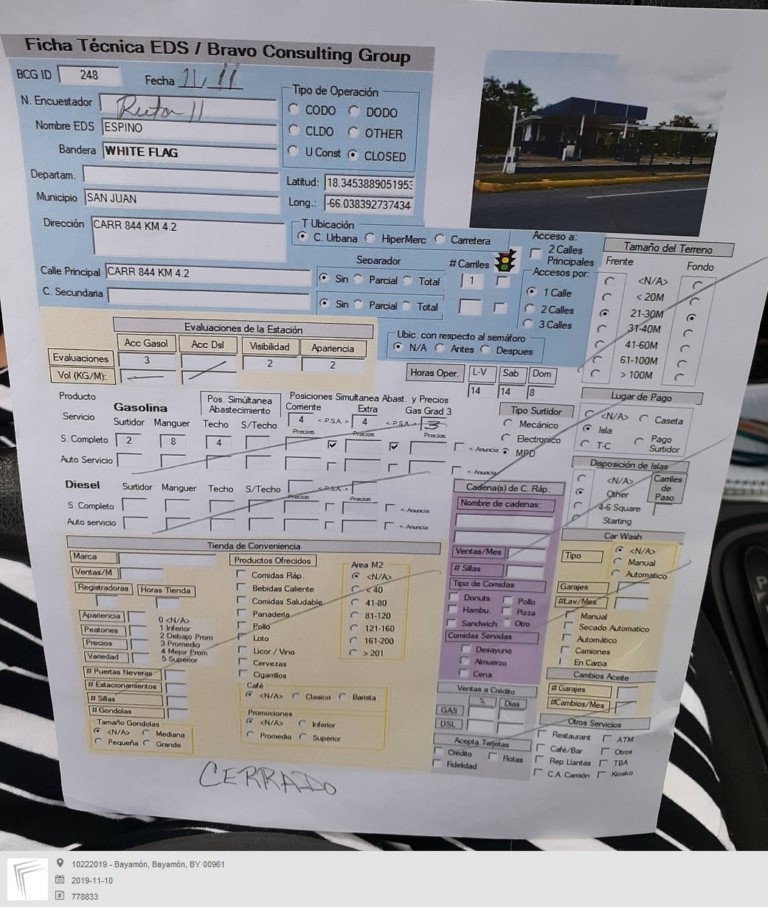 Ficha Técnica EDS / Bravo Consulting Group
BCG ID 248 Fecha 11/11
N. Encuestador
Nombre EDS ESPINO
Bandera WHITE FLAG
Departam.
Municipio SAN JUAN
Dirección CARR 844 KM 4.2
Calle Principal CARR 844 KM 4.2
C. Secundaria
Tipo de Operación
CODO DODO
CLDO OTHER
U Const CLOSED
Latitud: 18.345388905195
Long.: -66.038392737434
T Ubicación
C. Urbana HiperMerc Carretera
Separador # Carriles
Sin Parcial Total 1
Sin Parcial Total
Acceso a:
2 Calles Principales
Accesos por:
1 Calle
2 Calles
3 Calles
Ubic. con respecto al semáforo
N/A Antes Despues
Tamaño del Terreno
Frente Fondo
<N/A>
< 20M
21-30M
31-40M
41-60M
61-100M
> 100M
Evaluaciones de la Estación
Acc Gasol Acc Dsl Visibilidad Apariencia
Evaluaciones 3 2 2
Vol (KG/M):
Horas Oper. L-V Sab Dom
14 14 8
Producto
Servicio
Gasolina
Surtidor Manguer
Pos. Simúltanea Abastecimiento
Techo S/Techo
Posiciones Simultanea Abast. y Precios
Corriente Extra Gas Grad 3
4 <-P.S.A.-> 4 <-P.S.A.-> 3
Precios Precios Precios
S. Completo 2 8 4 <- Anuncia
Auto Servicio <- Anuncia
Tipo Surtidor
Mecánico
Electronico
MPD
Lugar de Pago
<N/A> Caseta
Isla
T-C Pago Surtidor
Disposición de Islas
<N/A>
Other
4-6 Square
Starting
Carriles de Paso
Diesel Surtidor Manguer Techo S/Techo <-P.S.A.->
Precios Precios
S. Completo <- Anuncia
Auto servicio <- Anuncia
Cadena(s) de C. Ráp.
Nombre de cadenas:
Ventas/Mes
# Sillas
Tipo de Comidas
Donuts Pollo
Hambu. Pizza
Sandwich Otro
Comidas Servidas
Desayuno
Almuerzo
Cena
Ventas a Crédito
% Dias
GAS
DSL
Acepta Tarjetas
Crédito Flotas
Fidelidad
Car Wash
Tipo <N/A>
Manual
Automatico
Garajes
#Lav/Mes
Manual
Secado Automatico
Automático
Camiones
En Carpa
Cambios Aceite
# Garajes
#Cambios/Mes
Otros Servicios
Restaurant ATM
Café/Bar Otros
Rep Llantas TBA
C.A. Camión Kiosko
Tienda de Conveniencia
Marca
Ventas/M
Registradoras Horas Tienda
Apariencia
Peatones
Precios
Variedad
0 <N/A>
1 Inferior
2 Debajo Prom
3 Promedio
4 Mejor Prom
5 Superior
# Puertas Neveras
# Estacionamientos
# Sillas
# Gondolas
Tamaño Gondolas
<N/A> Mediana
Pequeña Grande
Productos Ofrecidos
Comidas Ráp.
Bebidas Caliente
Comidas Saludable
Panaderia
Pollo
Loto
Licor / Vino
Cervezas
Cigarrillos
Area M2
<N/A>
< 40
41-80
81-120
121-160
161-200
> 201
Café
<N/A> Clasico Barista
Promociones
<N/A> Inferior
Promedio Superior
CERRADO
10222019 - Bayamón, Bayamón, BY 00961
2019-11-10
778833